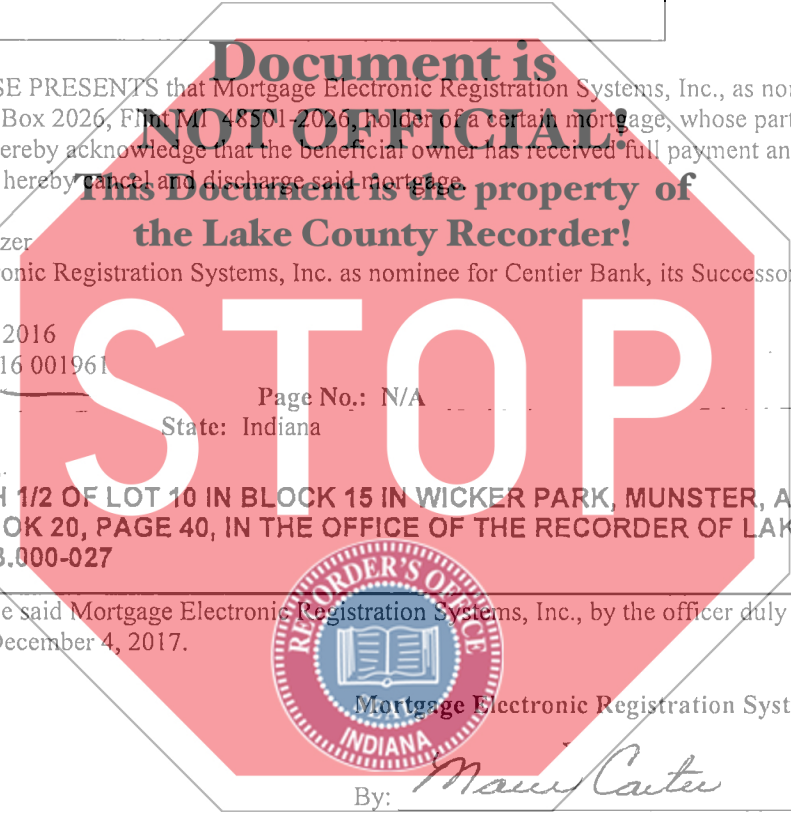 Document is
SE PRESENTS that Mortgage Electronic Registration Systems, Inc., as no
Box 2026, Flint MI 48501-2026, holder of a certain mortgage, whose part
NOT OFFICIAL!
ereby acknowledge that the beneficial owner has received full payment an
hereby cancel and discharge said mortgage.
This Document is the property of
the Lake County Recorder!
zer
onic Registration Systems, Inc. as nominee for Centier Bank, its Successo
STOP
2016
16 001961
Page No.: N/A
State: Indiana
H 1/2 OF LOT 10 IN BLOCK 15 IN WICKER PARK, MUNSTER, A
OK 20, PAGE 40, IN THE OFFICE OF THE RECORDER OF LAK
3.000-027
RECORDER'S OFFICE
e said Mortgage Electronic Registration Systems, Inc., by the officer duly
December 4, 2017.
SEAL
Mortgage Electronic Registration Syst
INDIANA
By:
Carter